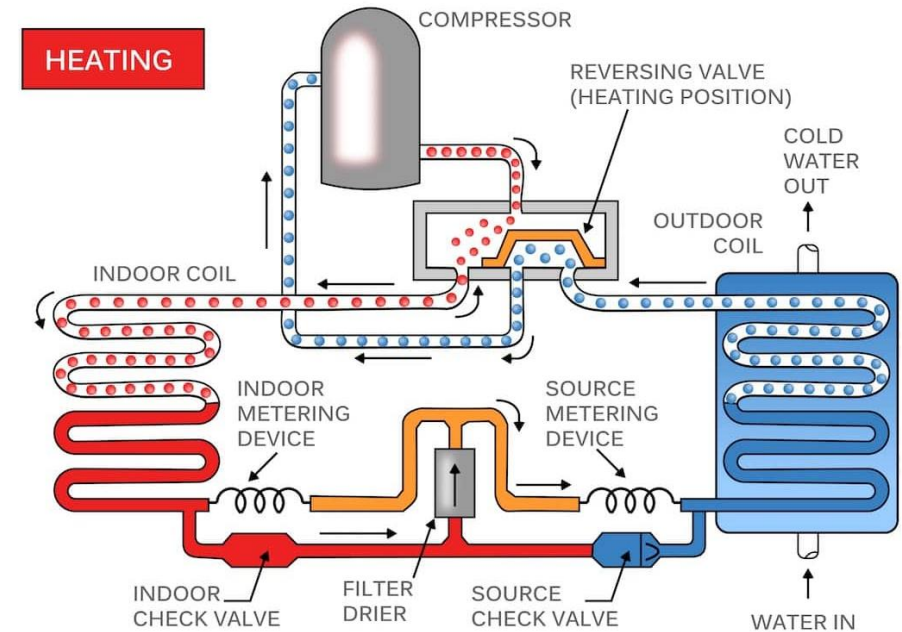 COMPRESSOR
HEATING
REVERSING VALVE
(HEATING POSITION)
COLD
WATER
OUT
OUTDOOR
COIL
INDOOR COIL
INDOOR
METERING
DEVICE
SOURCE
METERING
DEVICE
INDOOR
CHECK VALVE
FILTER
DRIER
SOURCE
CHECK VALVE
WATER IN